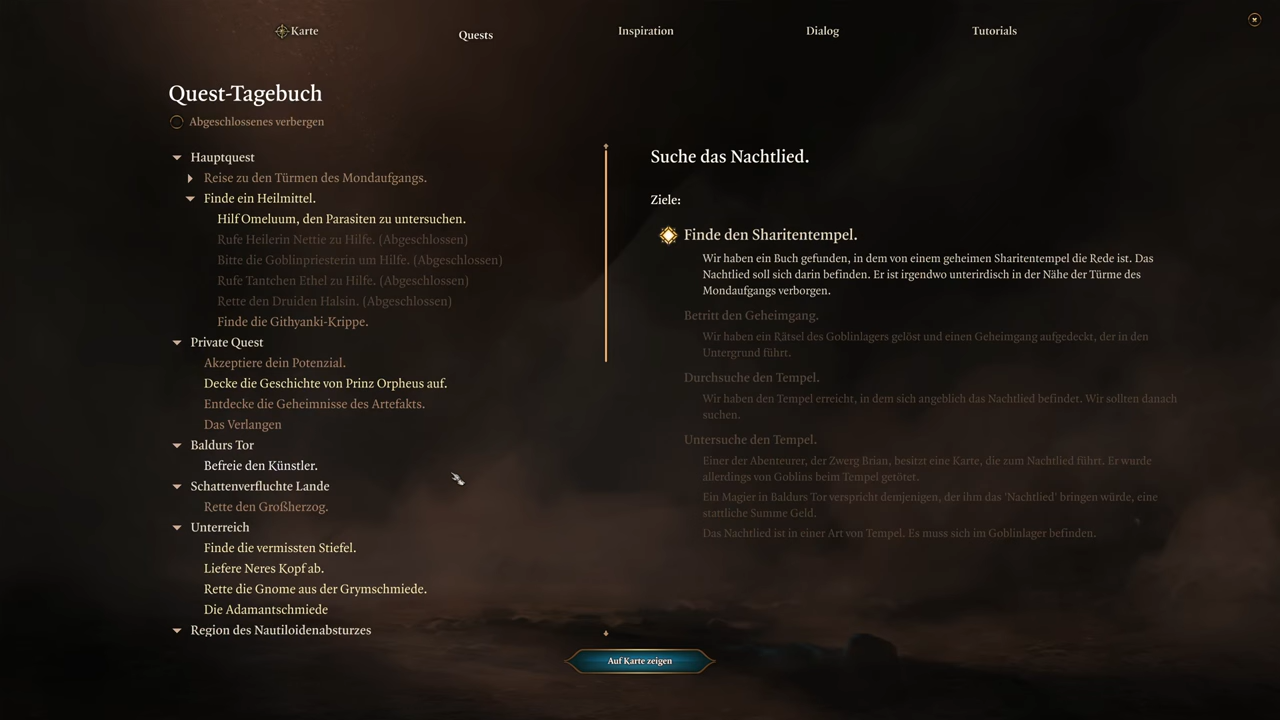 Karte
Quests
Inspiration
Dialog
Tutorials
Quest-Tagebuch
Abgeschlossenes verbergen
Hauptquest
Reise zu den Türmen des Mondaufgangs.
Finde ein Heilmittel.
Hilf Omeluum, den Parasiten zu untersuchen.
Rufe Heilerin Nettie zu Hilfe. (Abgeschlossen)
Bitte die Goblinpriesterin um Hilfe. (Abgeschlossen)
Rufe Tantchen Ethel zu Hilfe. (Abgeschlossen)
Rette den Druiden Halsin. (Abgeschlossen)
Finde die Githyanki-Krippe.
Private Quest
Akzeptiere dein Potenzial.
Decke die Geschichte von Prinz Orpheus auf.
Entdecke die Geheimnisse des Artefakts.
Das Verlangen
Baldurs Tor
Befreie den Künstler.
Schattenverfluchte Lande
Rette den Großherzog.
Unterreich
Finde die vermissten Stiefel.
Liefere Neres Kopf ab.
Rette die Gnome aus der Grymschmiede.
Die Adamantschmiede
Region des Nautiloidenabsturzes
Suche das Nachtlied.
Ziele:
Finde den Sharitentempel.
Wir haben ein Buch gefunden, in dem von einem geheimen Sharitentempel die Rede ist. Das
Nachtlied soll sich darin befinden. Er ist irgendwo unterirdisch in der Nähe der Türme des
Mondaufgangs verborgen.
Betritt den Geheimgang.
Wir haben ein Rätsel des Goblinlagers gelöst und einen Geheimgang aufgedeckt, der in den
Untergrund führt.
Durchsuche den Tempel.
Wir haben den Tempel erreicht, in dem sich angeblich das Nachtlied befindet. Wir sollten danach
suchen.
Untersuche den Tempel.
Einer der Abenteurer, der Zwerg Brian, besitzt eine Karte, die zum Nachtlied führt. Er wurde
allerdings von Goblins beim Tempel getötet.
Ein Magier in Baldurs Tor verspricht demjenigen, der ihm das 'Nachtlied' bringen würde, eine
stattliche Summe Geld.
Das Nachtlied ist in einer Art von Tempel. Es muss sich im Goblinlager befinden.
Auf Karte zeigen